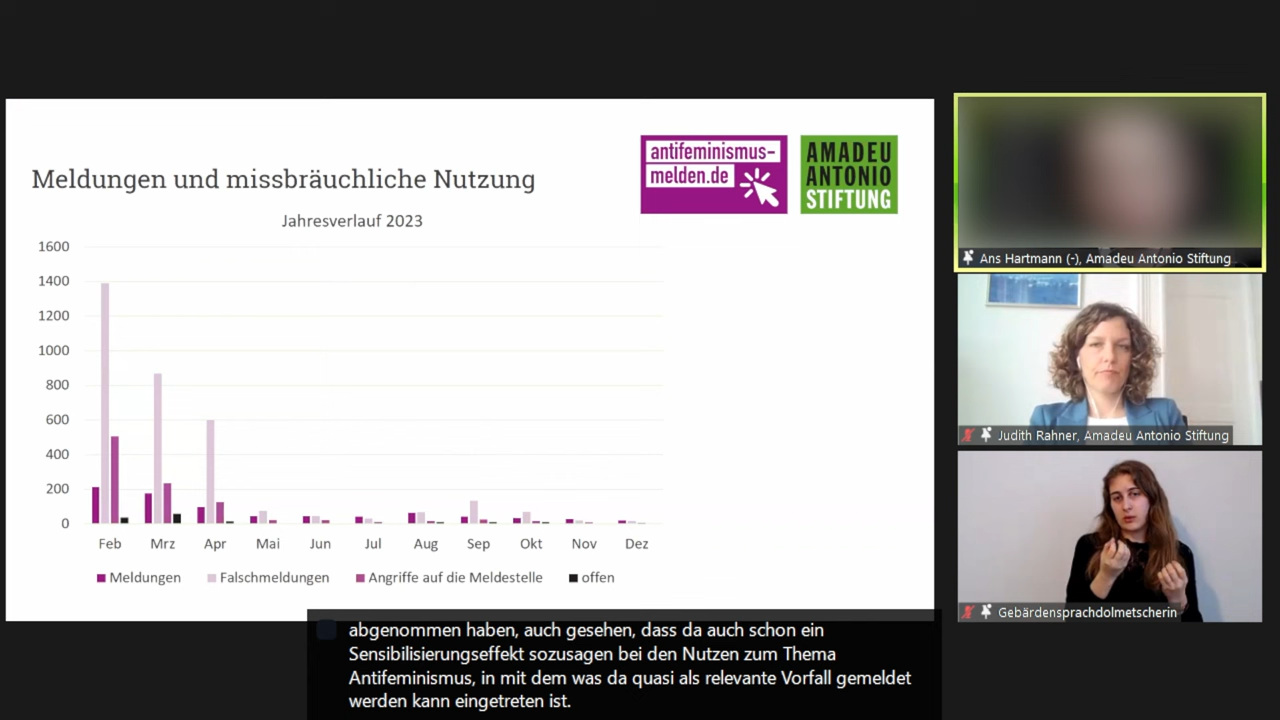 Meldungen und missbräuchliche Nutzung
antifeminismus-
melden.de
AMADEU
ANTONIO
STIFTUNG
Jahresverlauf 2023
1600
1400
1200
1000
800
600
400
200
0
Feb Mrz Apr Mai Jun Jul Aug Sep Okt Nov Dez
Meldungen Falschmeldungen Angriffe auf die Meldestelle offen
Ans Hartmann (-), Amadeu Antonio Stiftung
Judith Rahner, Amadeu Antonio Stiftung
Gebärdensprachdolmetscherin
abgenommen haben, auch gesehen, dass da auch schon ein
Sensibilisierungseffekt sozusagen bei den Nutzen zum Thema
Antifeminismus, in mit dem was da quasi als relevante Vorfall gemeldet
werden kann eingetreten ist.